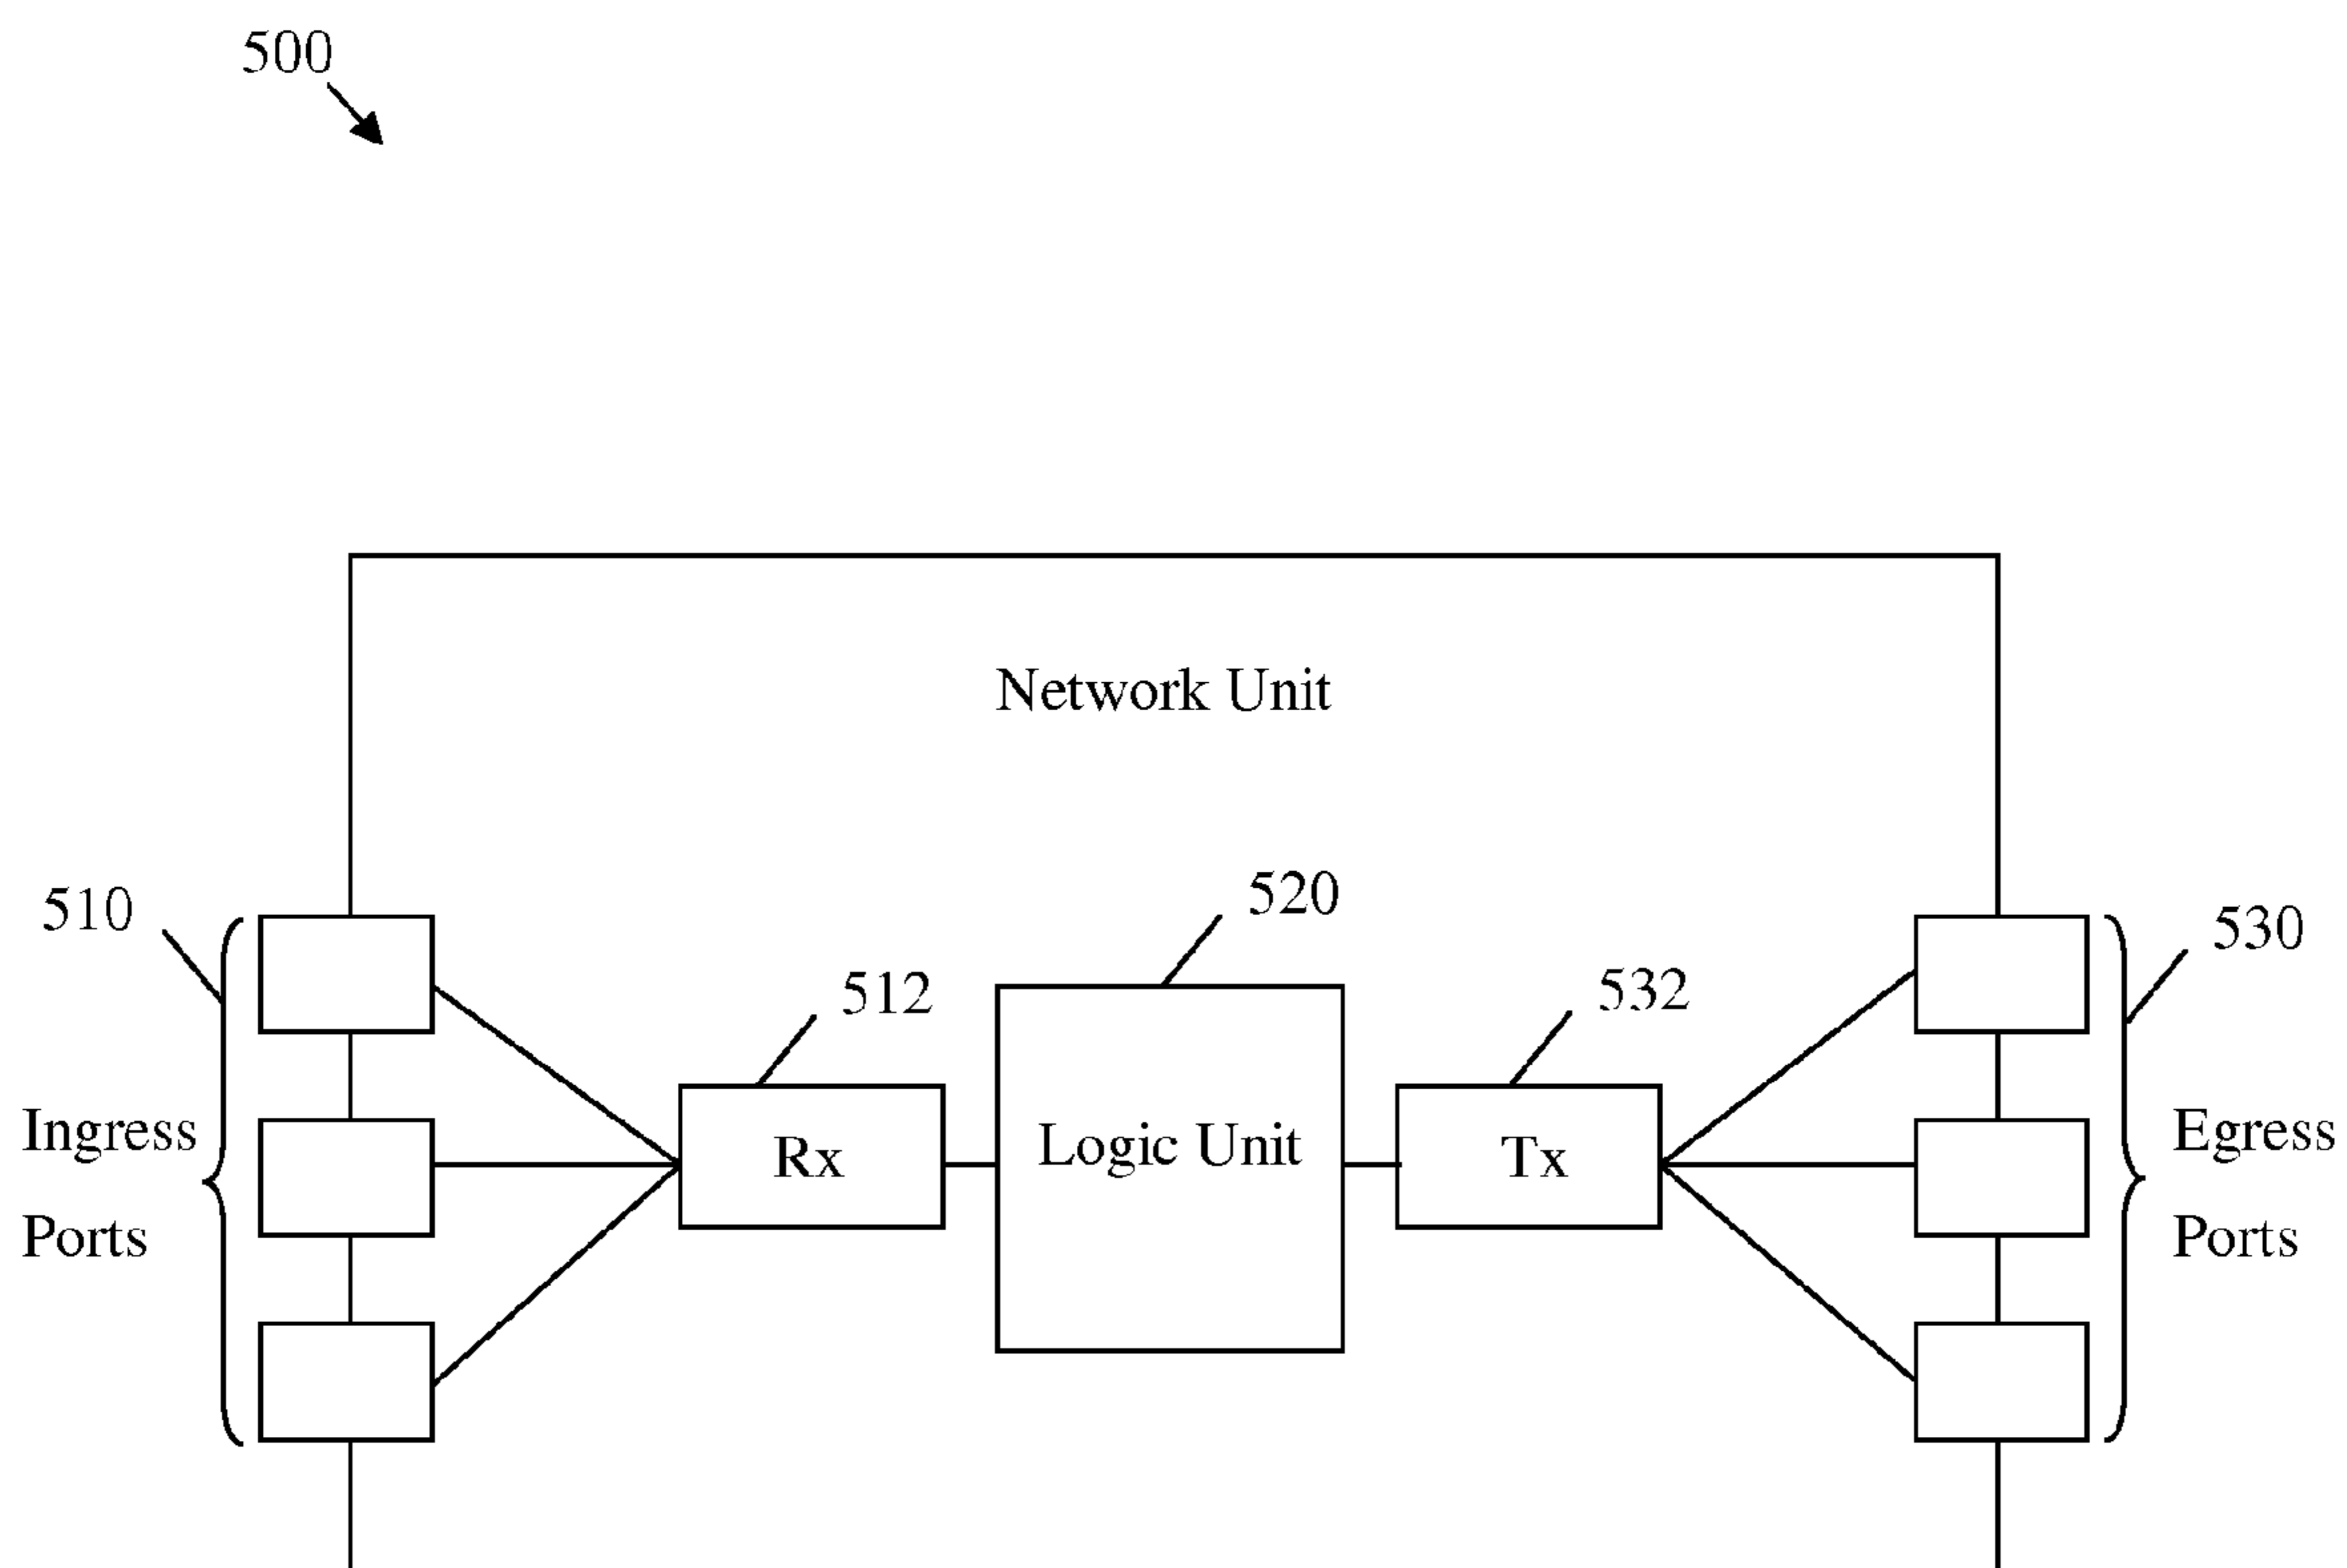 500
Network Unit
510
520
530
512
532
Ingress
Ports
Rx
Logic Unit
Tx
Egress
Ports